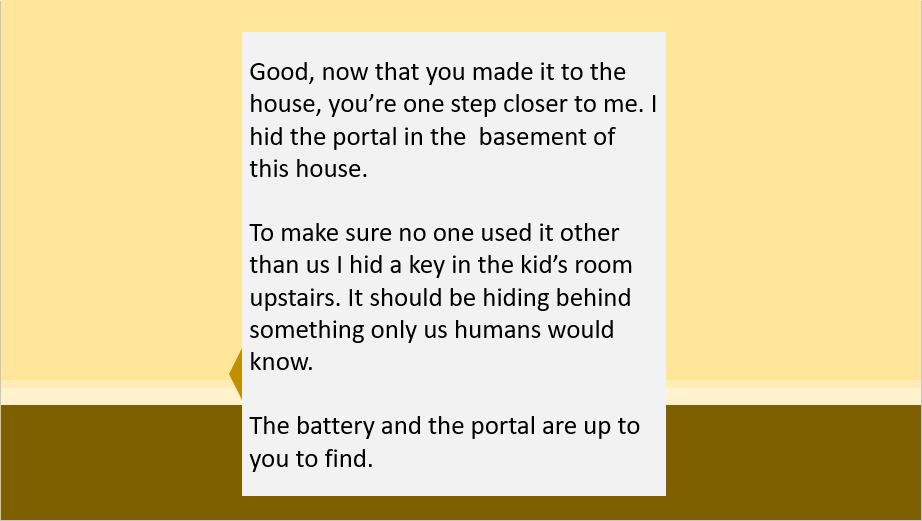 Good, now that you made it to the
house, you’re one step closer to me. I
hid the portal in the  basement of
this house.
To make sure no one used it other
than us I hid a key in the kid’s room
upstairs. It should be hiding behind
something only us humans would
know.
The battery and the portal are up to
you to find.